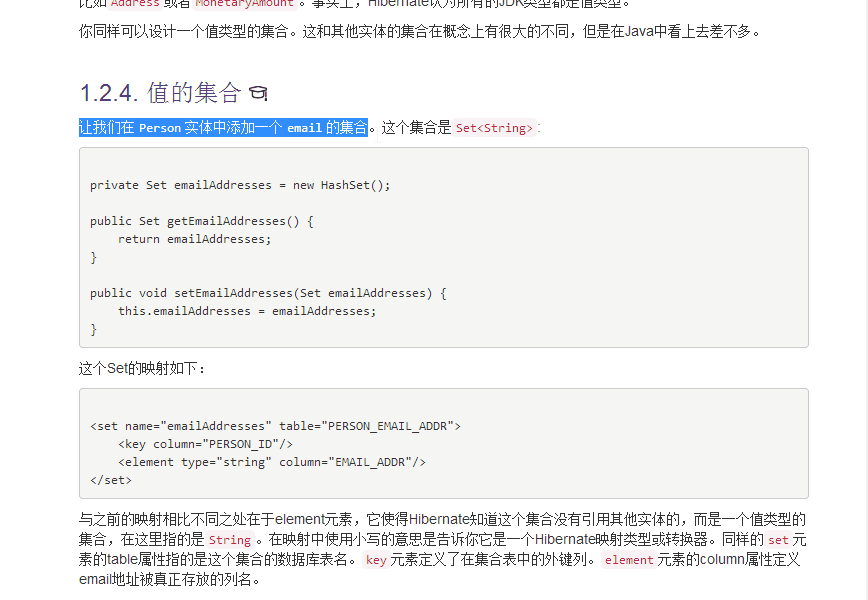 比如 Address 或者 MonetaryAmount 。事实上，Hibernate认为所有的JDK类型都是值类型。
你同样可以设计一个值类型的集合。这和其他实体的集合在概念上有很大的不同，但是在Java中看上去差不多。
1.2.4. 值的集合
让我们在 Person 实体中添加一个 email 的集合。这个集合是 Set<String> :
private Set emailAddresses = new HashSet();
public Set getEmailAddresses() {
return emailAddresses;
}
public void setEmailAddresses(Set emailAddresses) {
this.emailAddresses = emailAddresses;
}
这个Set的映射如下：
<set name="emailAddresses" table="PERSON_EMAIL_ADDR">
<key column="PERSON_ID"/>
<element type="string" column="EMAIL_ADDR"/>
</set>
与之前的映射相比不同之处在于element元素，它使得Hibernate知道这个集合没有引用其他实体的，而是一个值类型的
集合，在这里指的是 String 。在映射中使用小写的意思是告诉你它是一个Hibernate映射类型或转换器。同样的 set 元
素的table属性指的是这个集合的数据库表名。 key 元素定义了在集合表中的外键列。 element 元素的column属性定义
email地址被真正存放的列名。